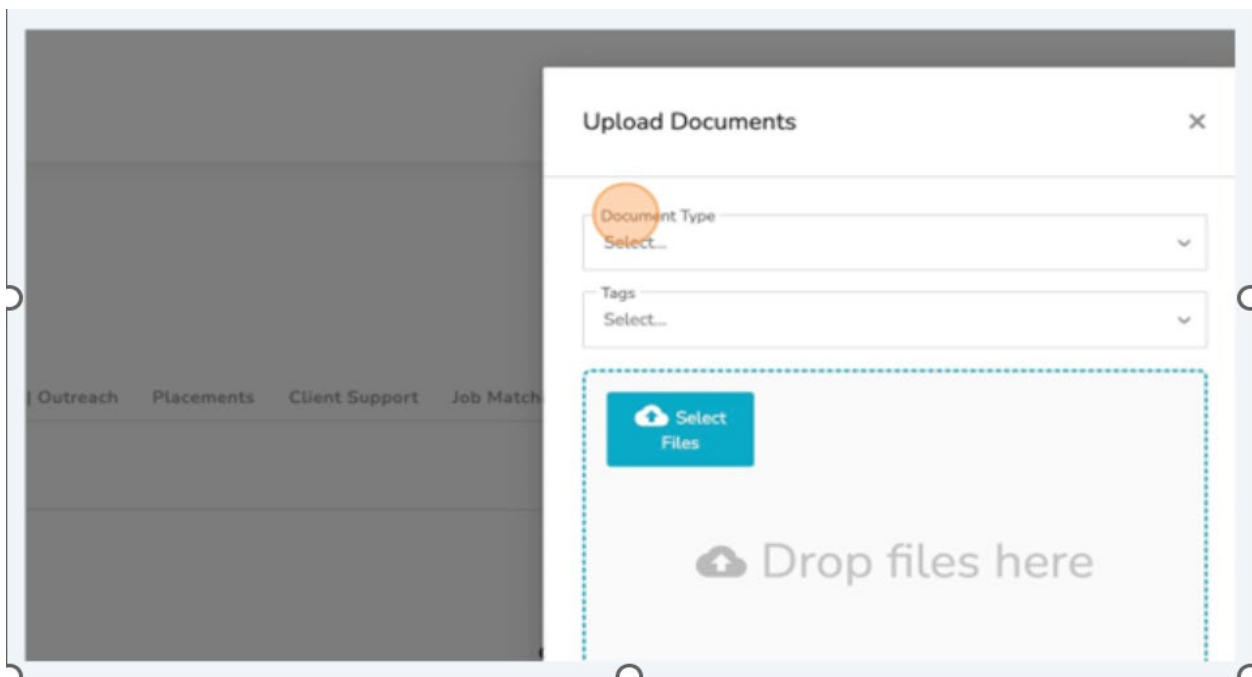 Upload Documents
Document Type
Select...
Tags
Select...
| Outreach Placements Client Support Job Match
Select
Files
Drop files here